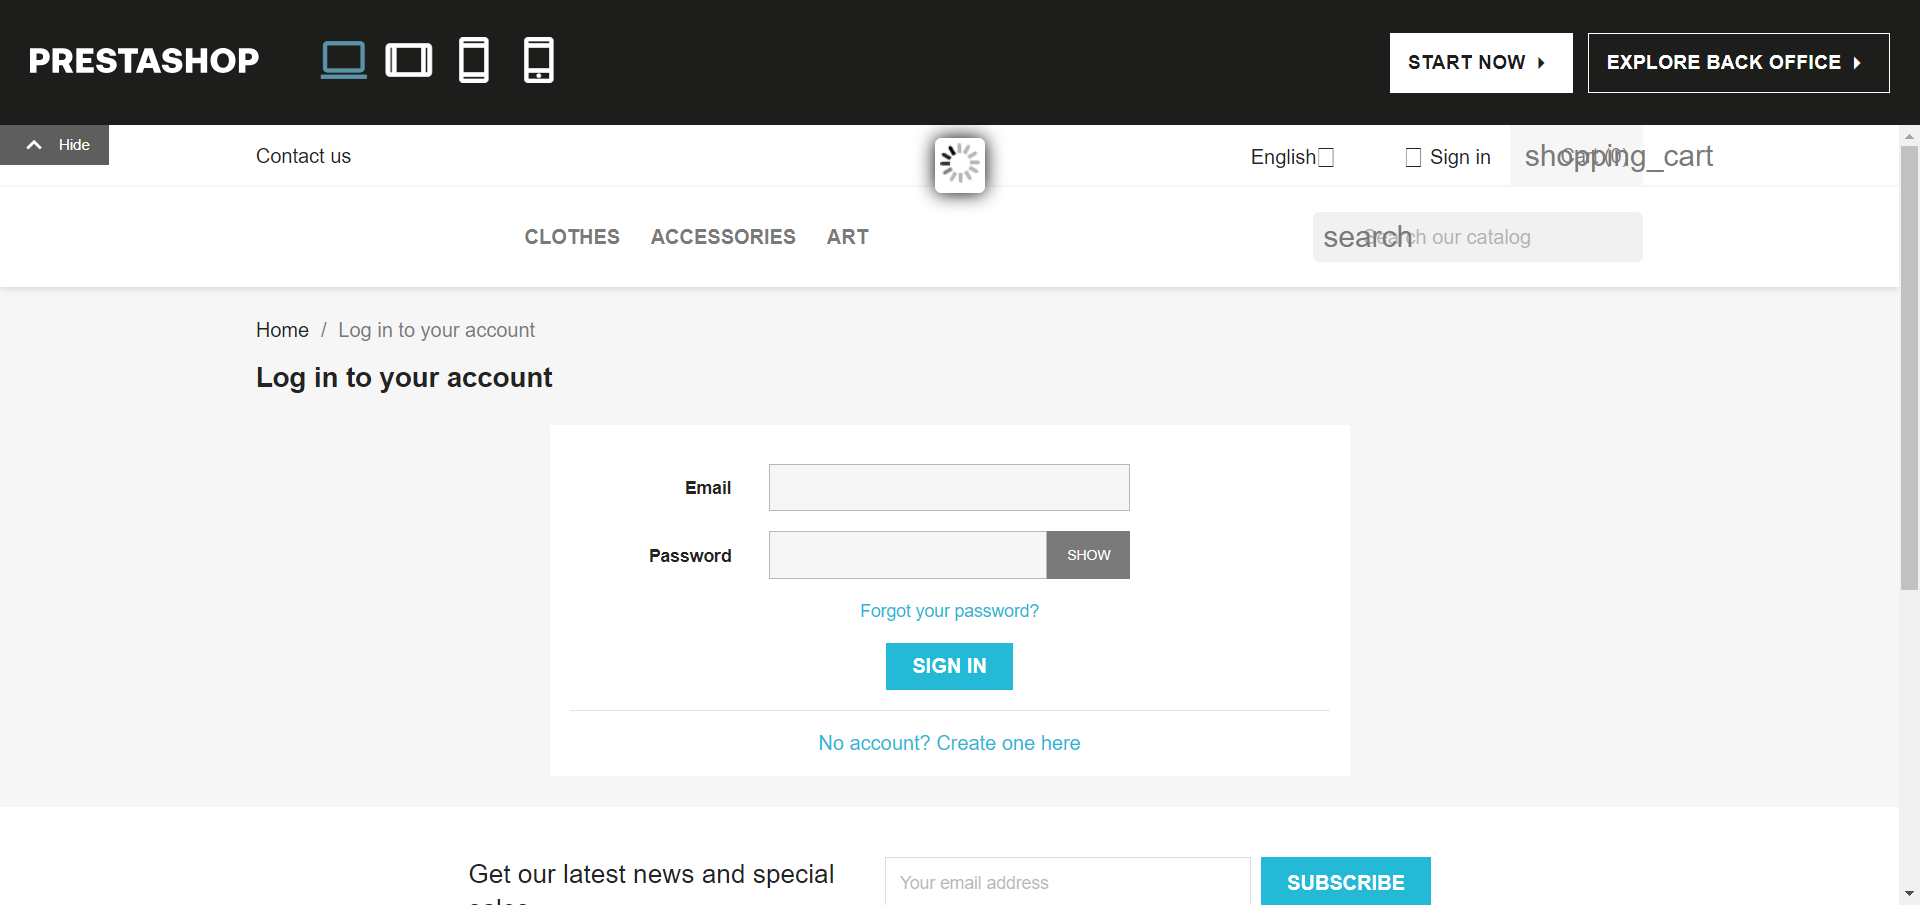 PRESTASHOP
START NOW
EXPLORE BACK OFFICE
Hide
Contact us
English
Sign in
shopping_cart
Cart (0)
CLOTHES
ACCESSORIES
ART
search
Search our catalog
Home / Log in to your account
Log in to your account
Email
Password
SHOW
Forgot your password?
SIGN IN
No account? Create one here
Get our latest news and special
sales
Your email address
SUBSCRIBE